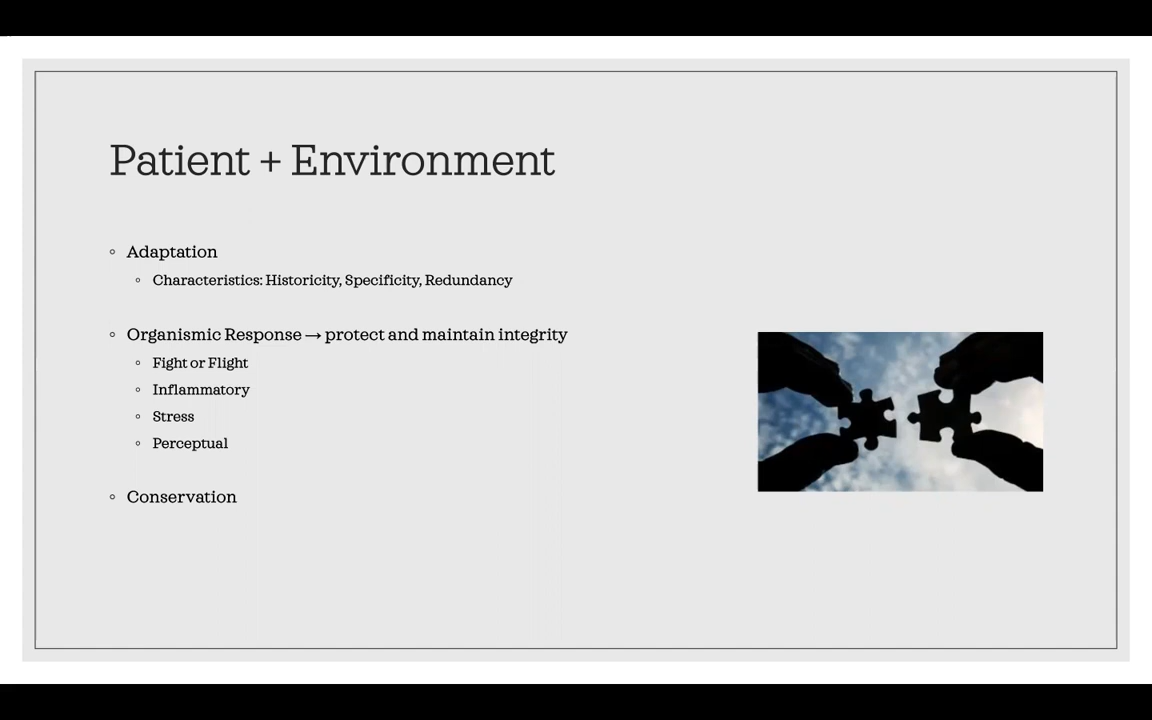 Patient + Environment
◦ Adaptation
◦ Characteristics: Historicity, Specificity, Redundancy
◦ Organismic Response → protect and maintain integrity
◦ Fight or Flight
◦ Inflammatory
◦ Stress
◦ Perceptual
◦ Conservation